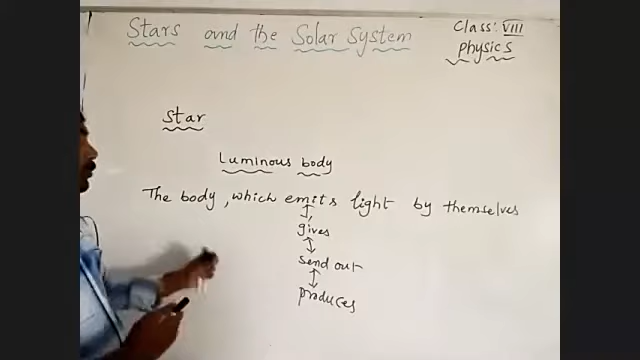 Stars and the Solar System
Class: VIII
physics
Star
Luminous body
The body, which emits light by themselves
gives
send out
produces